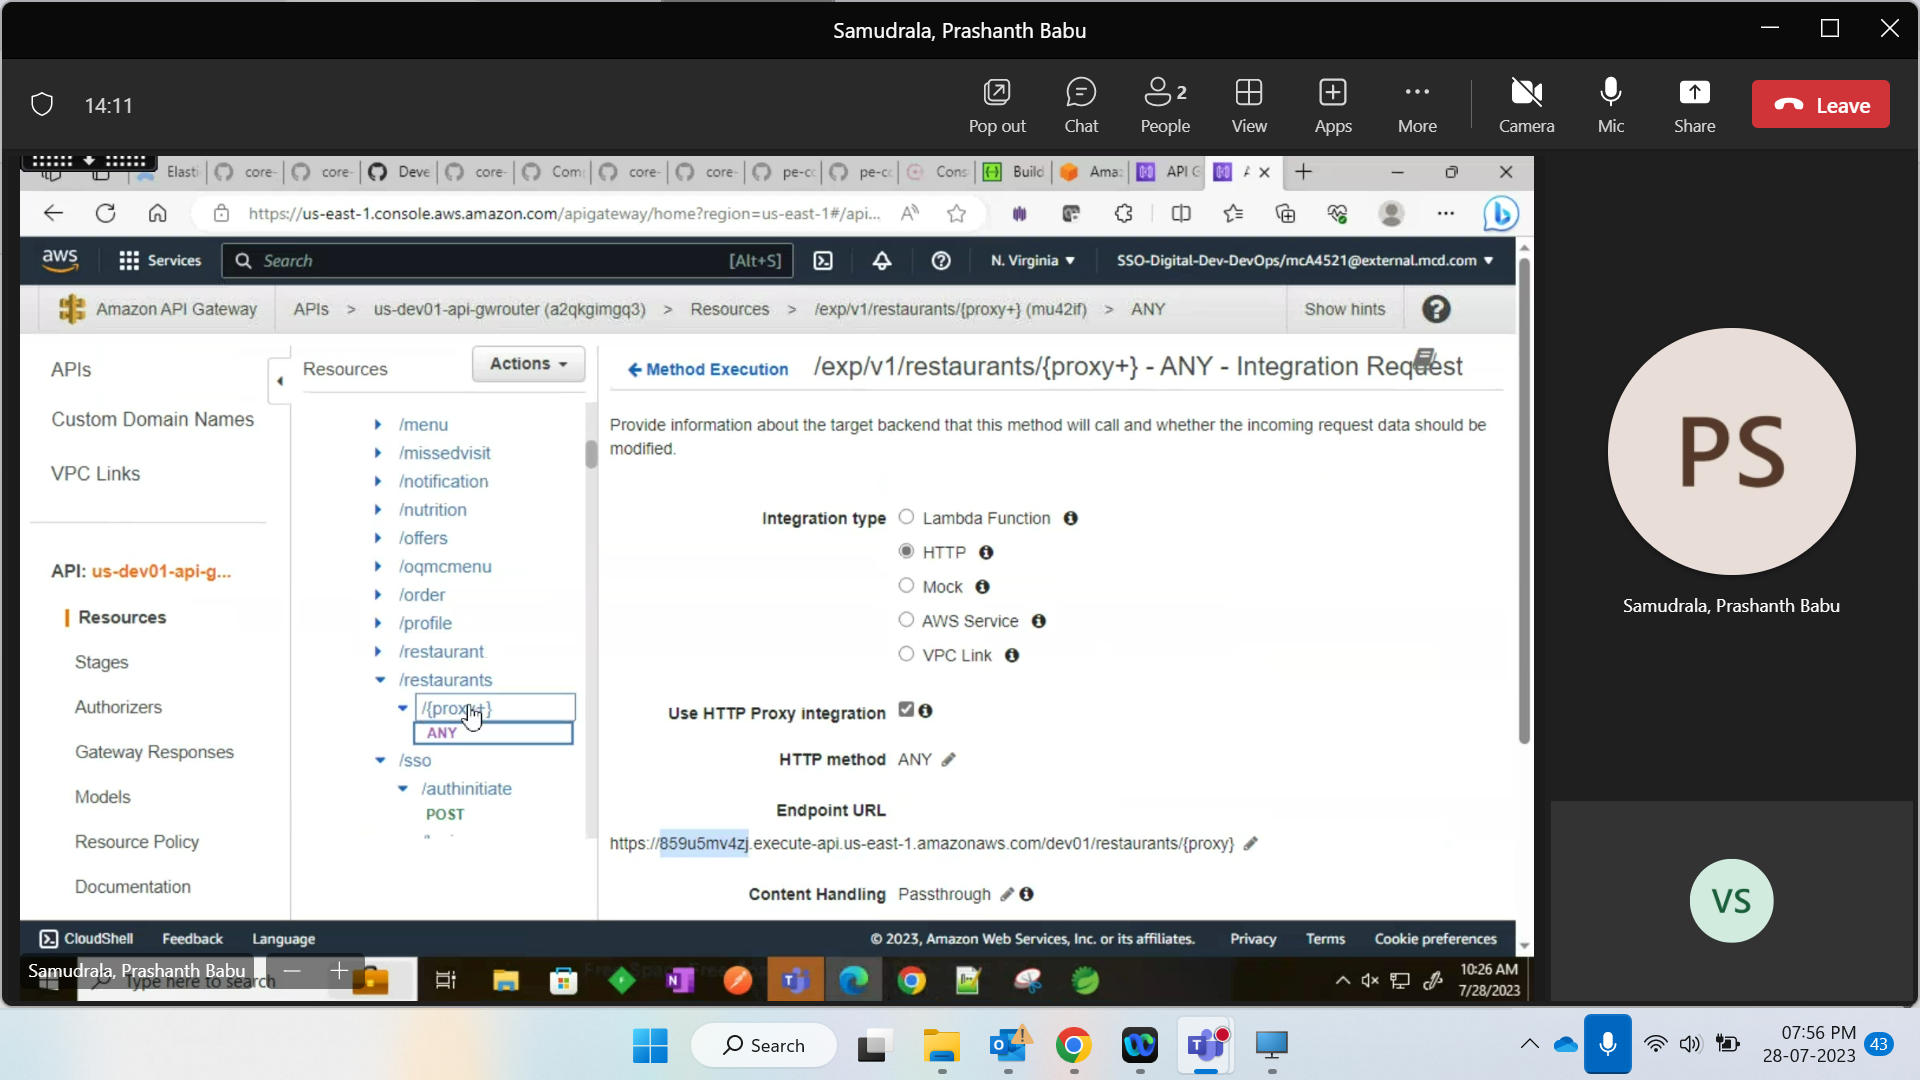 Samudrala, Prashanth Babu
14:11
Pop out
Chat
2
People
View
Apps
More
Camera
Mic
Share
Leave
Elasti
core-
core-
Deve
core-
Com
core-
core-
pe-c
pe-c
Cons
Build
Ama
API G
https://us-east-1.console.aws.amazon.com/apigateway/home?region=us-east-1#/api...
aws
Services
Search
[Alt+S]
N. Virginia
SSO-Digital-Dev-DevOps/mcA4521@external.mcd.com
Amazon API Gateway
APIs > us-dev01-api-gwrouter (a2qkgimgq3) > Resources > /exp/v1/restaurants/{proxy+} (mu42if) > ANY
Show hints
APIs
Custom Domain Names
VPC Links
API: us-dev01-api-g...
Resources
Stages
Authorizers
Gateway Responses
Models
Resource Policy
Documentation
Resources
Actions
/menu
/missedvisit
/notification
/nutrition
/offers
/oqmcmenu
/order
/profile
/restaurant
/restaurants
/{proxy+}
ANY
/sso
/authinitiate
POST
Method Execution
/exp/v1/restaurants/{proxy+} - ANY - Integration Request
Provide information about the target backend that this method will call and whether the incoming request data should be
modified.
Integration type
Lambda Function
HTTP
Mock
AWS Service
VPC Link
Use HTTP Proxy integration
HTTP method ANY
Endpoint URL
https://859u5mv4zj.execute-api.us-east-1.amazonaws.com/dev01/restaurants/{proxy}
Content Handling Passthrough
CloudShell
Feedback
Language
© 2023, Amazon Web Services, Inc. or its affiliates.
Privacy
Terms
Cookie preferences
Samudrala, Prashanth Babu
Type here to search
10:26 AM
7/28/2023
PS
Samudrala, Prashanth Babu
VS
Search
07:56 PM
28-07-2023
43